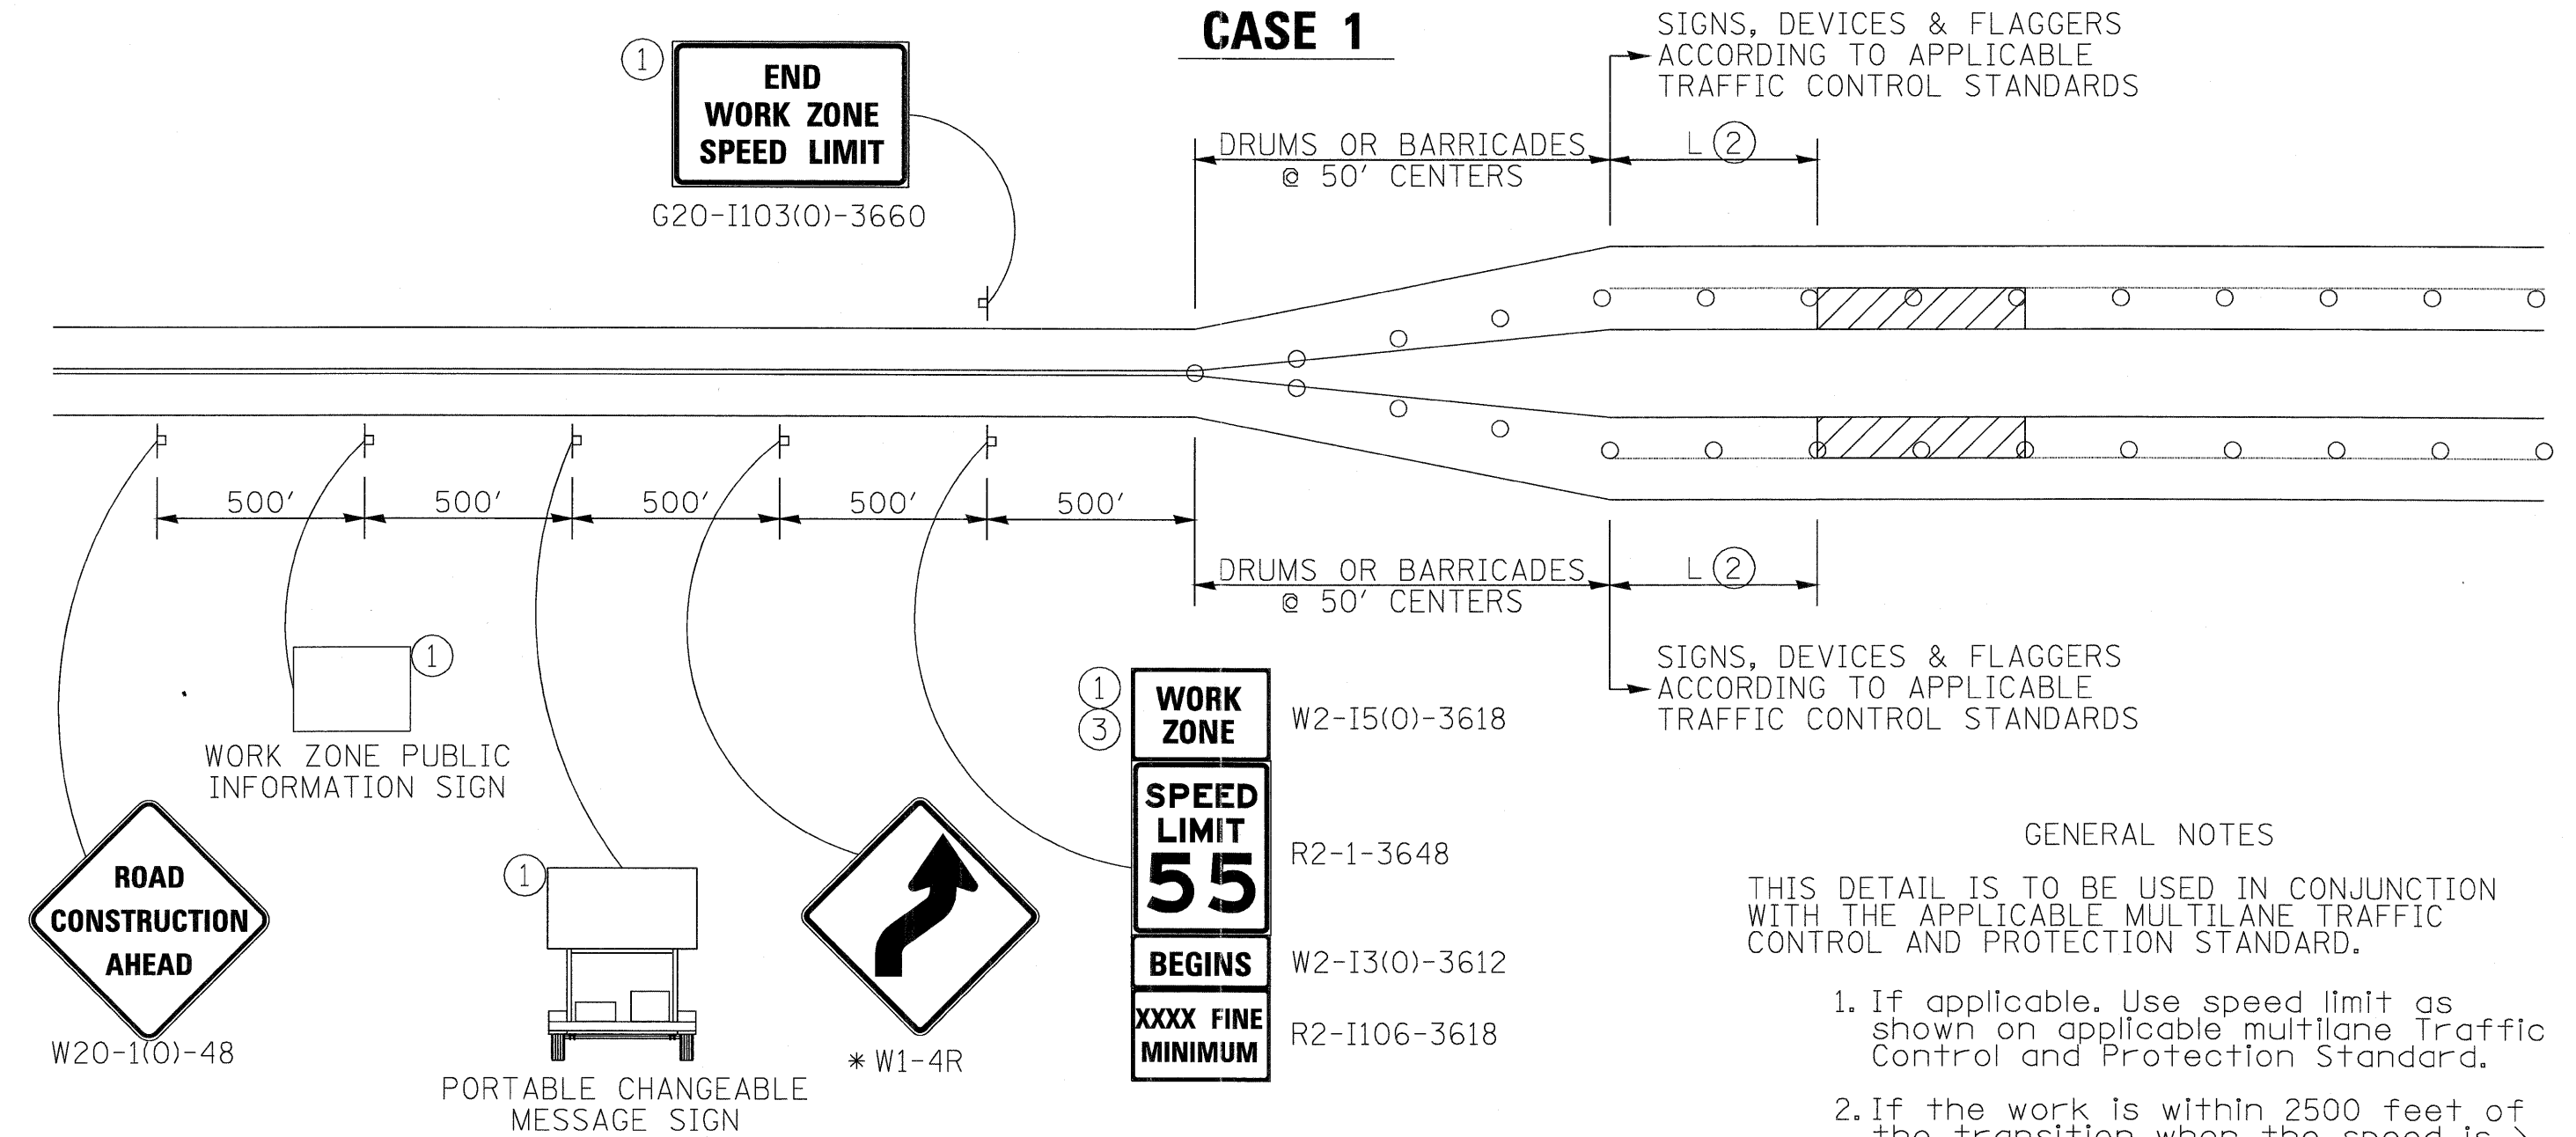 CASE 1
SIGNS, DEVICES & FLAGGERS
ACCORDING TO APPLICABLE
TRAFFIC CONTROL STANDARDS
1
END
WORK ZONE
SPEED LIMIT
G20-I103(O)-3660
DRUMS OR BARRICADES
@ 50' CENTERS
L 2
500'
500'
500'
500'
500'
DRUMS OR BARRICADES
@ 50' CENTERS
L 2
SIGNS, DEVICES & FLAGGERS
ACCORDING TO APPLICABLE
TRAFFIC CONTROL STANDARDS
1
WORK ZONE PUBLIC
INFORMATION SIGN
ROAD
CONSTRUCTION
AHEAD
W20-1(O)-48
1
PORTABLE CHANGEABLE
MESSAGE SIGN
* W1-4R
1
3
WORK
ZONE
W2-I5(O)-3618
SPEED
LIMIT
55
R2-1-3648
BEGINS
W2-I3(O)-3612
XXXX FINE
MINIMUM
R2-I106-3618
GENERAL NOTES
THIS DETAIL IS TO BE USED IN CONJUNCTION
WITH THE APPLICABLE MULTILANE TRAFFIC
CONTROL AND PROTECTION STANDARD.
1. If applicable. Use speed limit as
shown on applicable multilane Traffic
Control and Protection Standard.
2. If the work is within 2500 feet of
the transition when the speed is